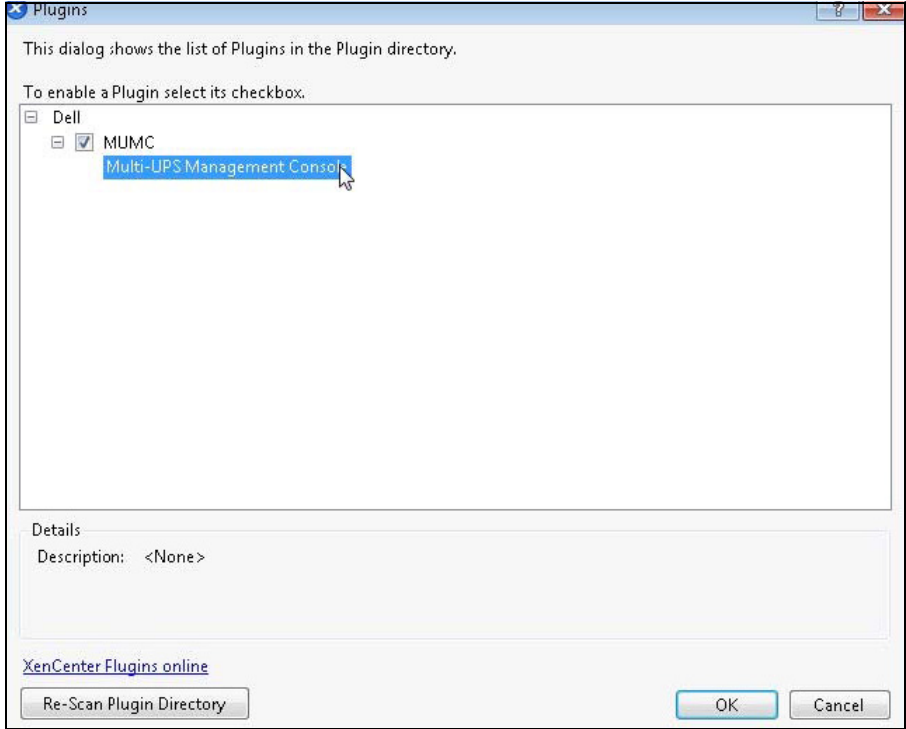 Plugins
This dialog shows the list of Plugins in the Plugin directory.
To enable a Plugin select its checkbox.
Dell
MUMC
Multi-UPS Management Console
Details
Description: <None>
XenCenter Plugins online
Re-Scan Plugin Directory
OK
Cancel